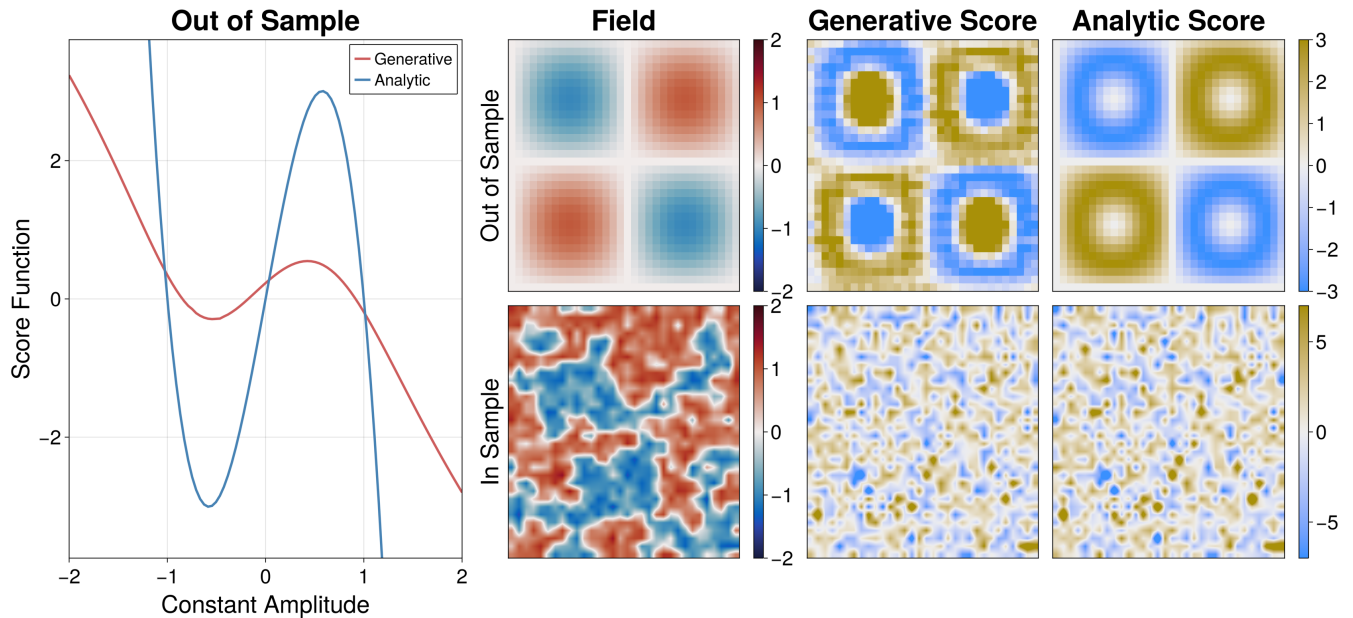 Out of Sample
Generative
Analytic
2
0
−2
−2
−1
0
1
2
Score Function
Constant Amplitude
Field
Generative Score
Analytic Score
Out of Sample
2
1
0
−1
−2
3
2
1
0
−1
−2
−3
In Sample
2
1
0
−1
−2
5
0
−5